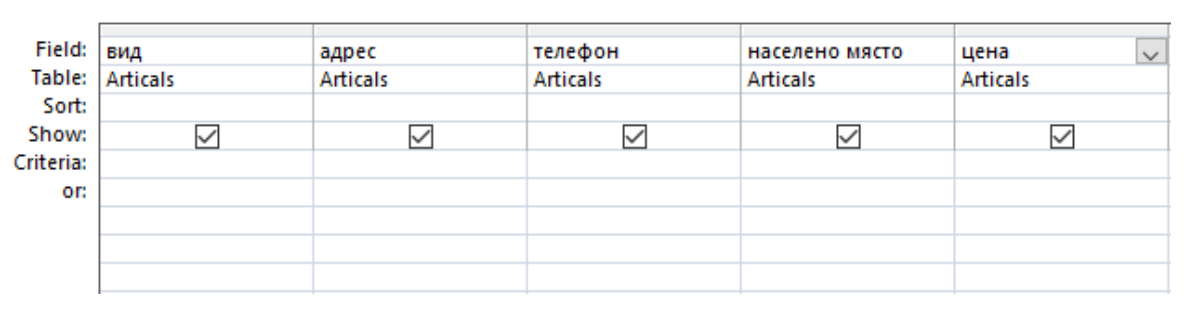 Field: вид адрес телефон населено място цена
Table: Articals Articals Articals Articals Articals
Sort:
Show:
Criteria:
or: